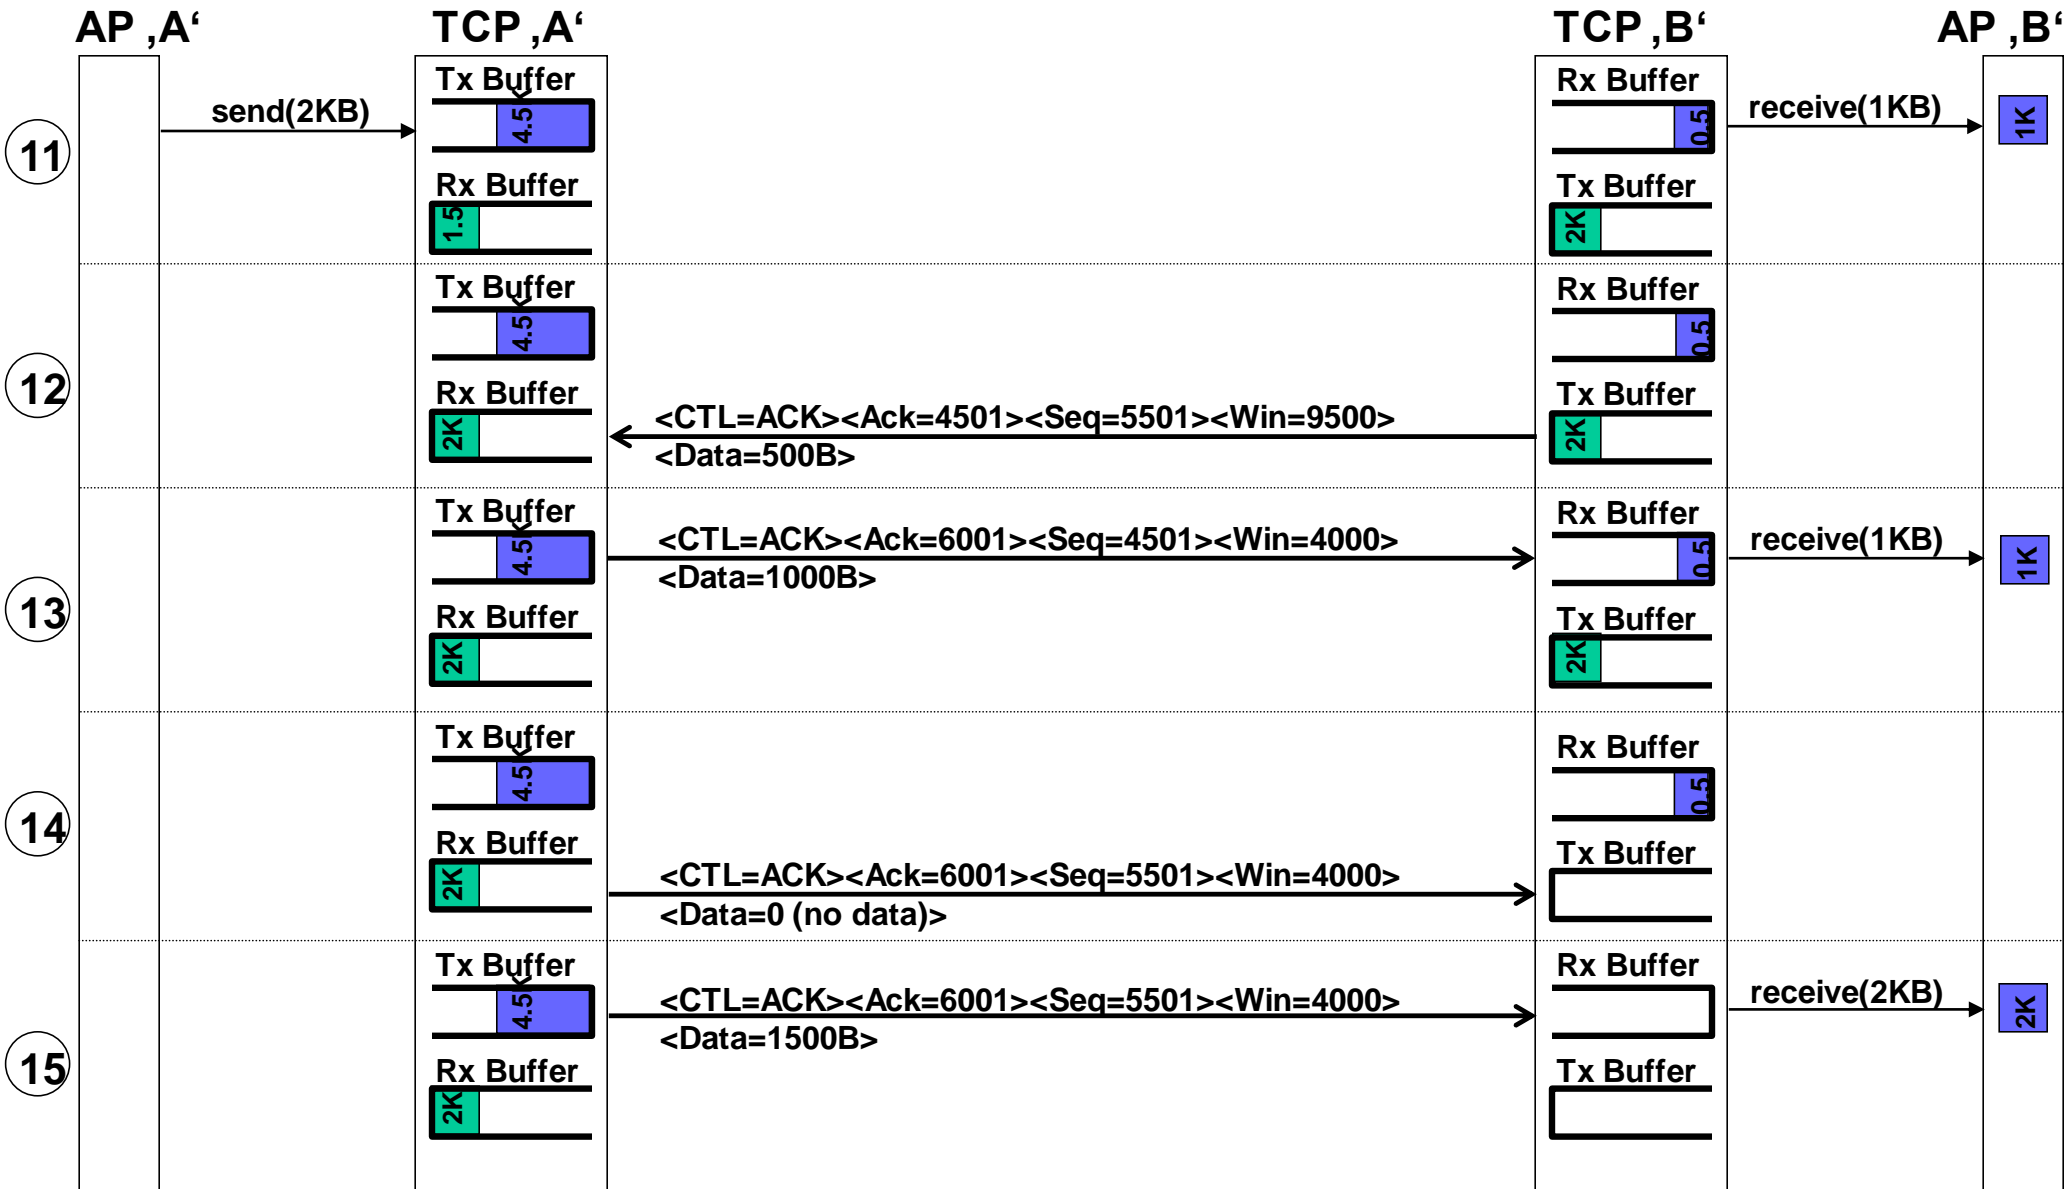 AP ‚A‘
TCP ‚A‘
TCP ‚B‘
AP ‚B‘
11
send(2KB)
Tx Buffer
4.5K
Rx Buffer
1.5
Rx Buffer
0.5
Tx Buffer
2K
receive(1KB)
1K
12
Tx Buffer
4.5K
Rx Buffer
2K
<CTL=ACK><Ack=4501><Seq=5501><Win=9500>
<Data=500B>
Rx Buffer
0.5
Tx Buffer
2K
13
Tx Buffer
4.5K
Rx Buffer
2K
<CTL=ACK><Ack=6001><Seq=4501><Win=4000>
<Data=1000B>
Rx Buffer
0.5
Tx Buffer
2K
receive(1KB)
1K
14
Tx Buffer
4.5K
Rx Buffer
2K
<CTL=ACK><Ack=6001><Seq=5501><Win=4000>
<Data=0 (no data)>
Rx Buffer
0.5
Tx Buffer
15
Tx Buffer
4.5K
Rx Buffer
2K
<CTL=ACK><Ack=6001><Seq=5501><Win=4000>
<Data=1500B>
Rx Buffer
Tx Buffer
receive(2KB)
2K